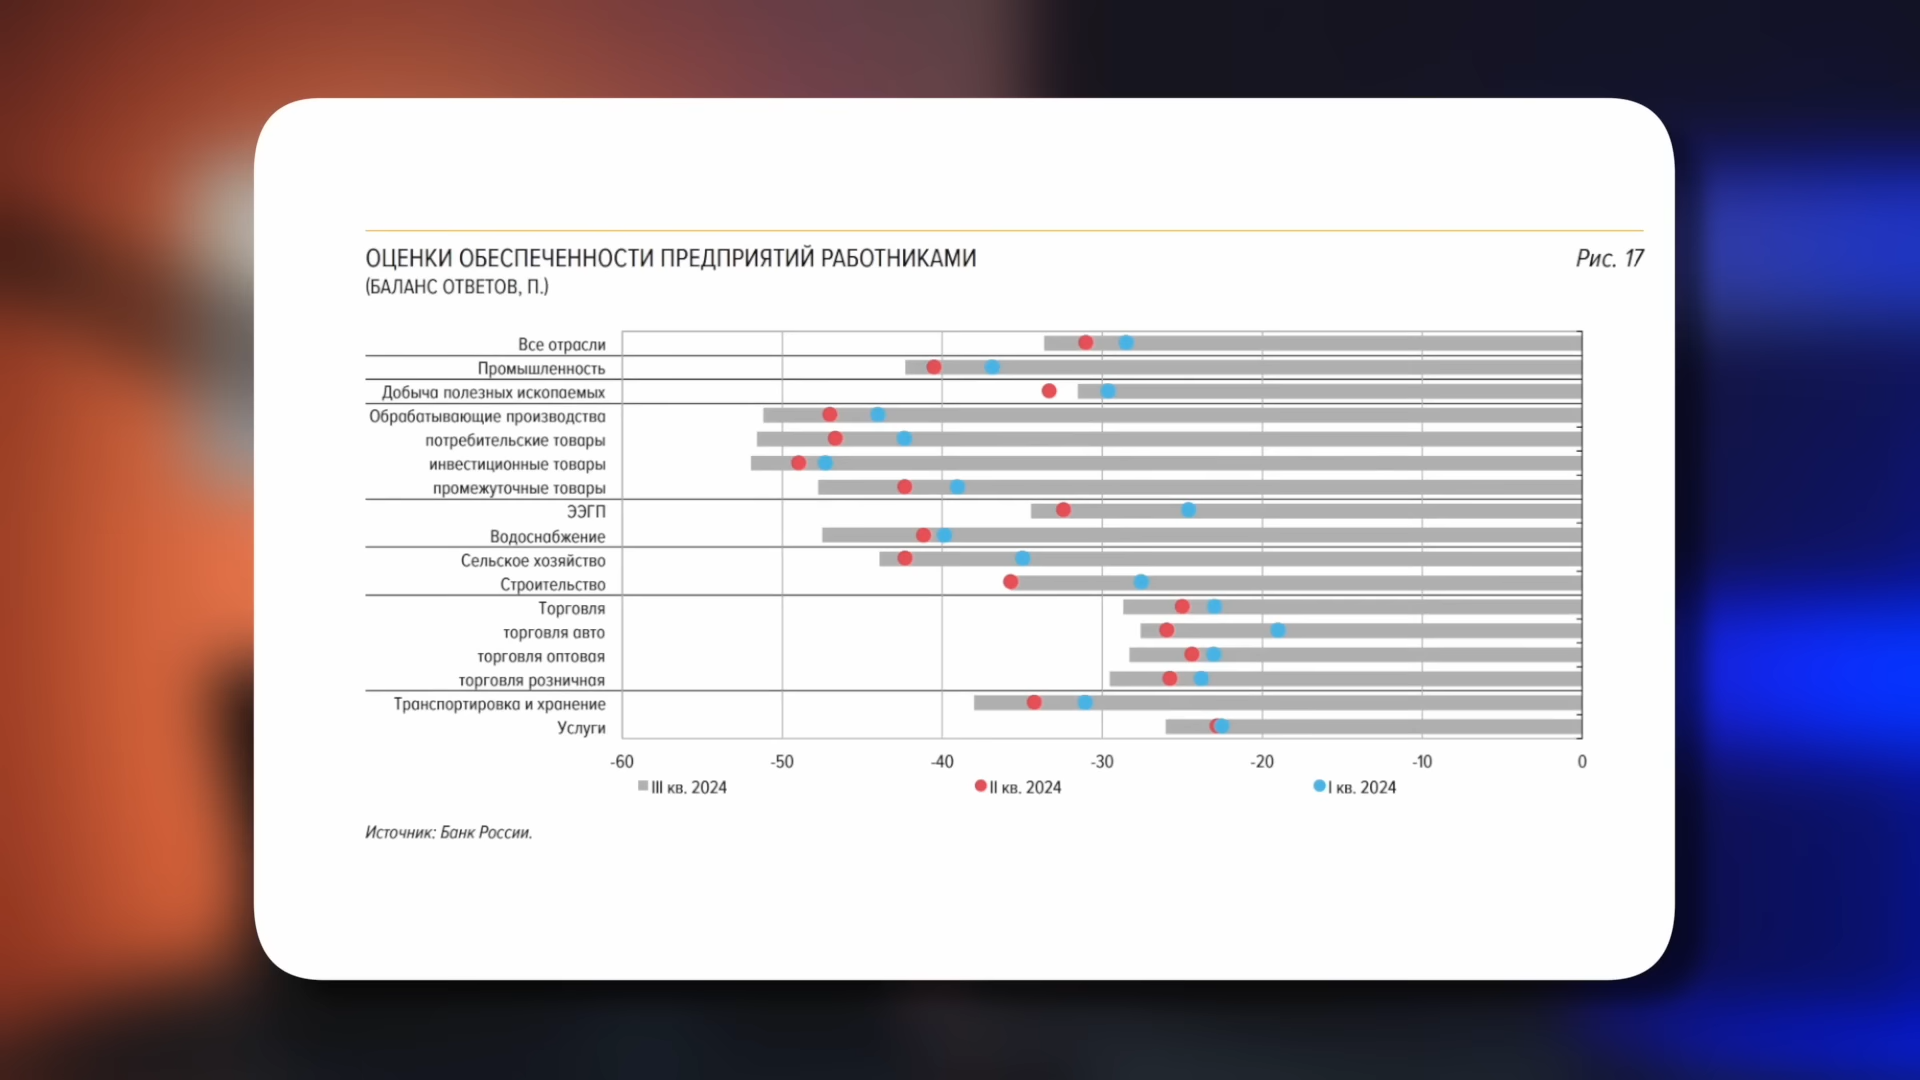 ОЦЕНКИ ОБЕСПЕЧЕННОСТИ ПРЕДПРИЯТИЙ РАБОТНИКАМИ
Рис. 17
(БАЛАНС ОТВЕТОВ, П.)
Все отрасли
Промышленность
Добыча полезных ископаемых
Обрабатывающие производства
потребительские товары
инвестиционные товары
промежуточные товары
ЭЭГП
Водоснабжение
Сельское хозяйство
Строительство
Торговля
торговля авто
торговля оптовая
торговля розничная
Транспортировка и хранение
Услуги
-60 -50 -40 -30 -20 -10 0
III кв. 2024 II кв. 2024 I кв. 2024
Источник: Банк России.